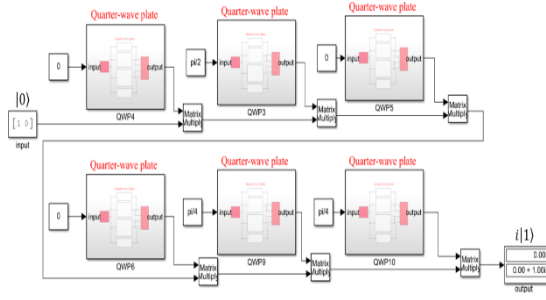 Quarter-wave plate Quarter-wave plate Quarter-wave plate
0 input output pi/2 input output 0 input output
QWP4 QWP3 QWP5
|0⟩
[1 0]
input
Matrix Multiply Matrix Multiply Matrix Multiply
Quarter-wave plate Quarter-wave plate Quarter-wave plate
0 input output pi/4 input output pi/4 input output
QWP6 QWP9 QWP10
i|1⟩
Matrix Multiply Matrix Multiply Matrix Multiply
0.00
0.00 + 1.00i
output